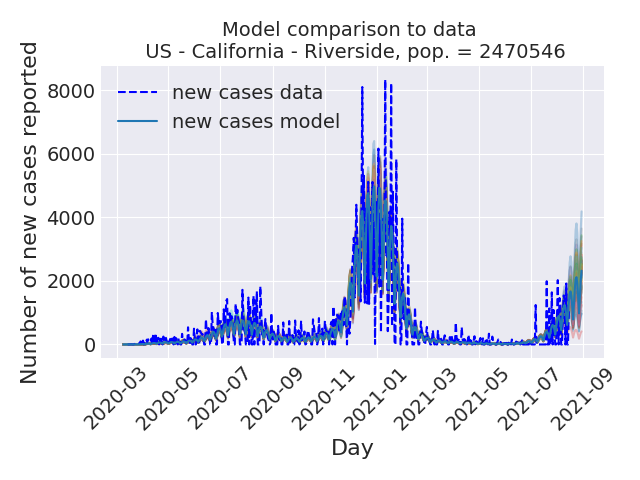 Model comparison to data
US - California - Riverside, pop. = 2470546
Number of new cases reported
8000
6000
4000
2000
0
new cases data
new cases model
2020-03
2020-05
2020-07
2020-09
2020-11
2021-01
2021-03
2021-05
2021-07
2021-09
Day